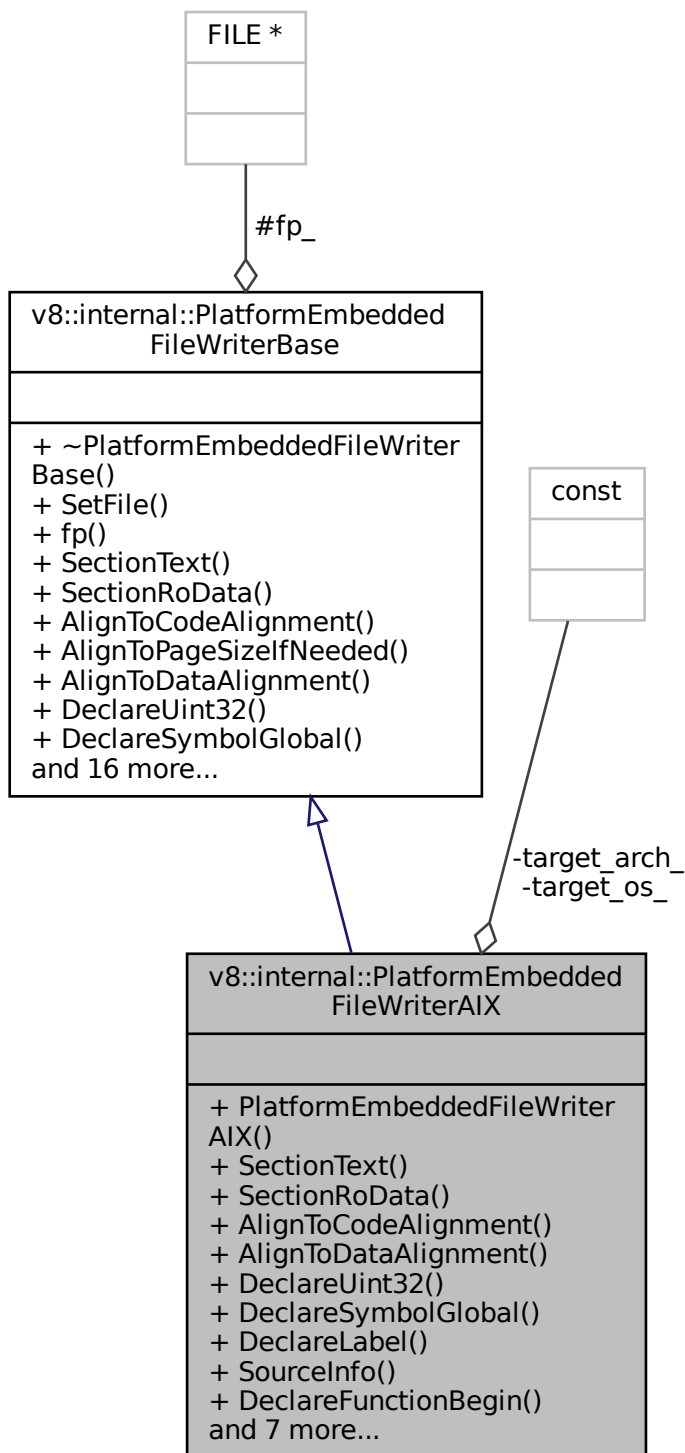 FILE *
#fp_
v8::internal::PlatformEmbedded
FileWriterBase
+ ~PlatformEmbeddedFileWriter
Base()
+ SetFile()
+ fp()
+ SectionText()
+ SectionRoData()
+ AlignToCodeAlignment()
+ AlignToPageSizeIfNeeded()
+ AlignToDataAlignment()
+ DeclareUint32()
+ DeclareSymbolGlobal()
and 16 more...
const
-target_arch_
-target_os_
v8::internal::PlatformEmbedded
FileWriterAIX
+ PlatformEmbeddedFileWriter
AIX()
+ SectionText()
+ SectionRoData()
+ AlignToCodeAlignment()
+ AlignToDataAlignment()
+ DeclareUint32()
+ DeclareSymbolGlobal()
+ DeclareLabel()
+ SourceInfo()
+ DeclareFunctionBegin()
and 7 more...